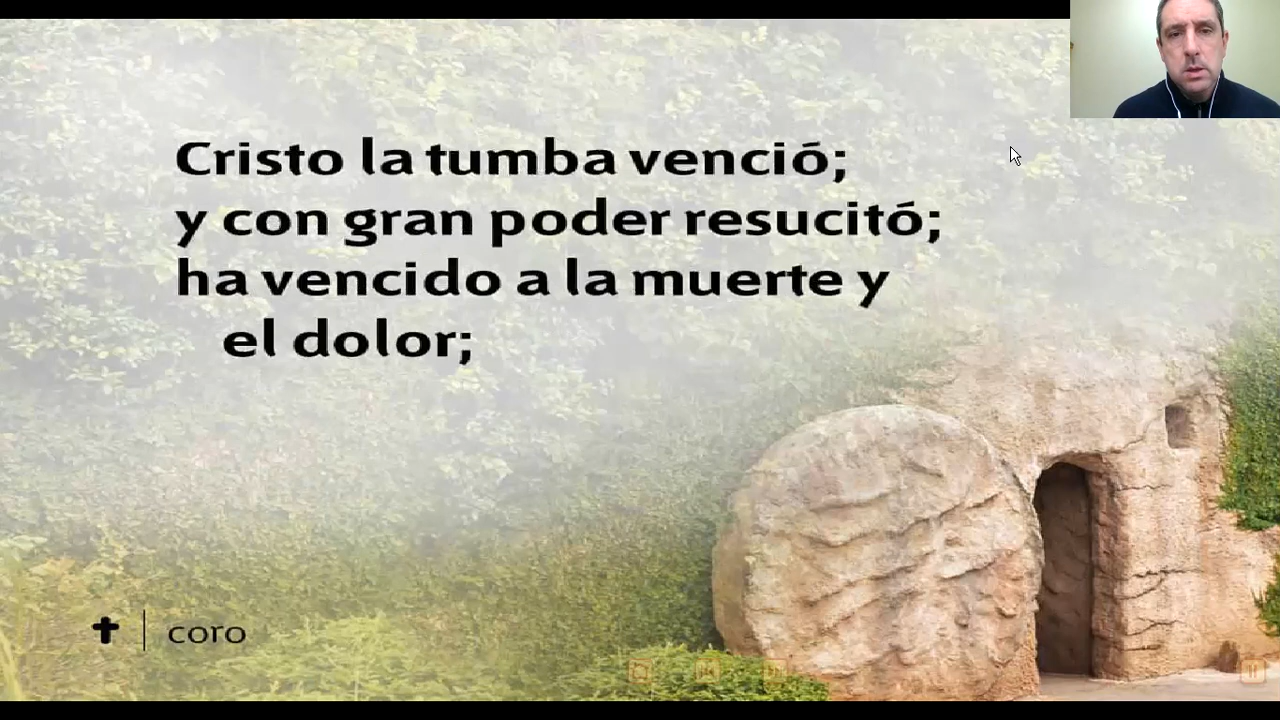 Cristo la tumba venció;
y con gran poder resucitó;
ha vencido a la muerte y
el dolor;
coro